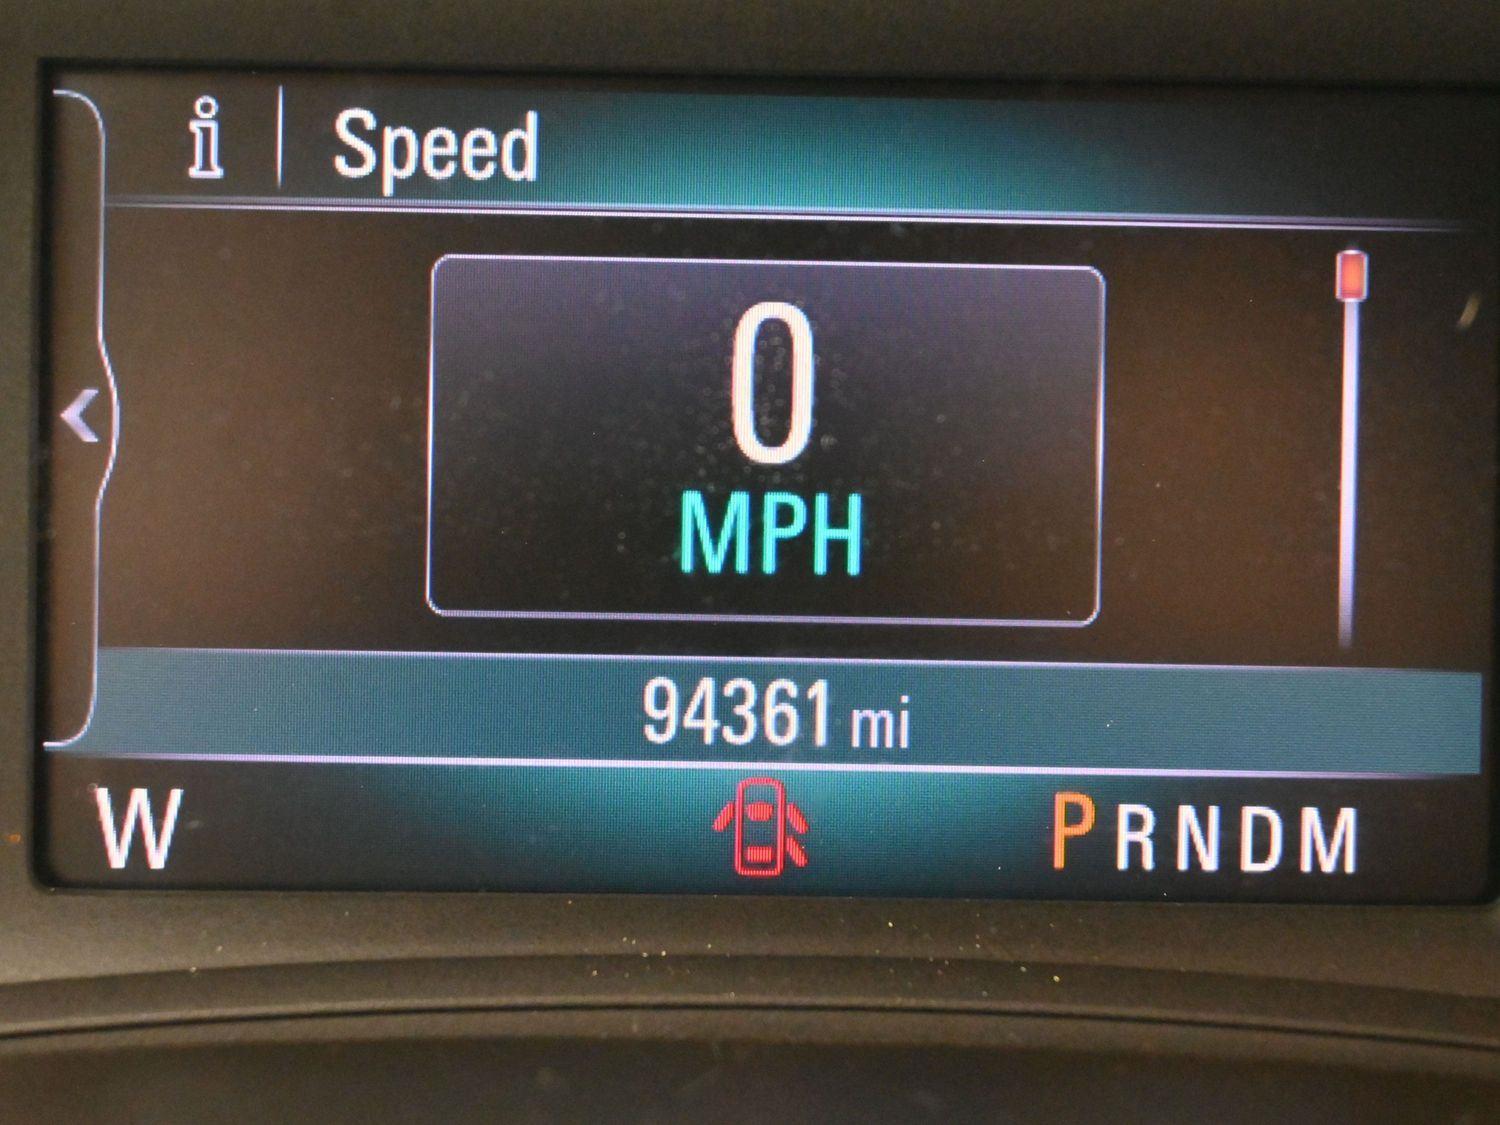 i Speed
0
MPH
94361 mi
W PRNDM